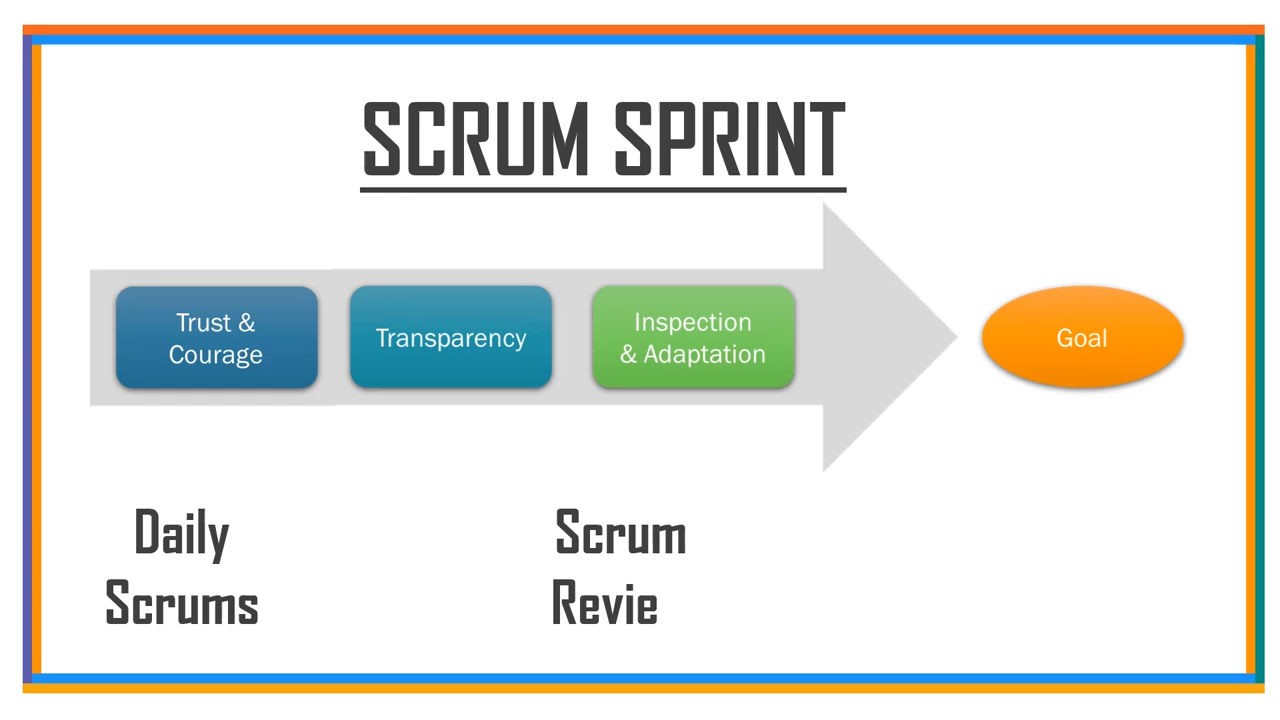 SCRUM SPRINT
Trust &
Courage
Transparency
Inspection
& Adaptation
Goal
Daily
Scrums
Scrum
Revie